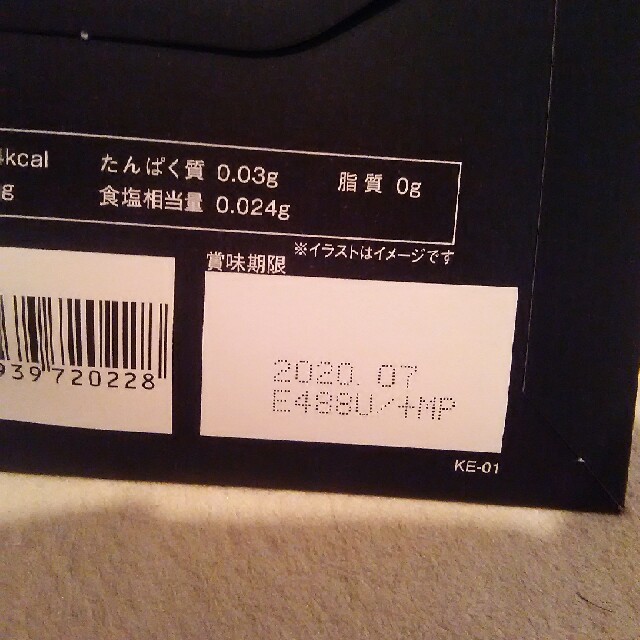 kcal たんぱく質 0.03g 脂質 0g
g 食塩相当量 0.024g
※イラストはイメージです
賞味期限
939720228
2020.07
E488U/+MP
KE-01